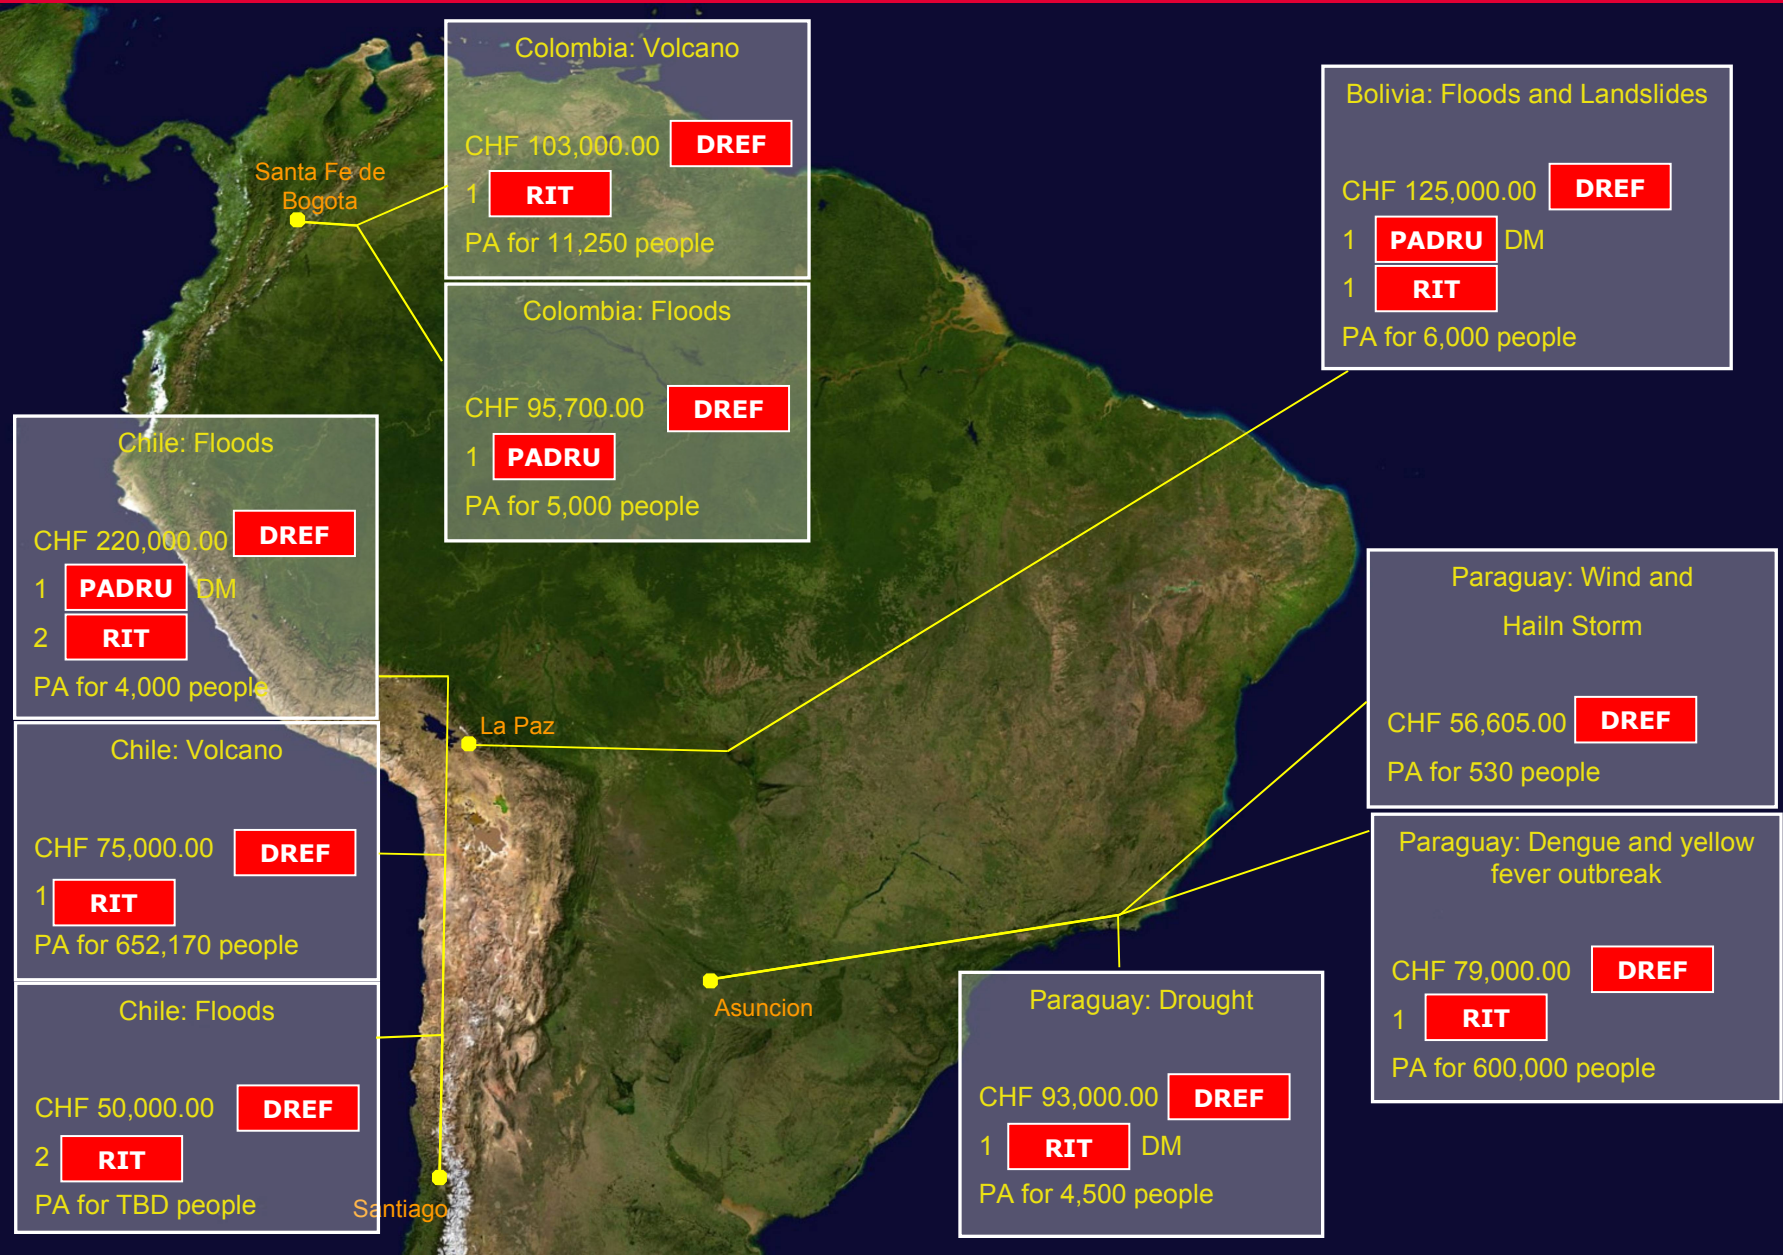 Colombia: Volcano
CHF 103,000.00 DREF
1 RIT
PA for 11,250 people
Colombia: Floods
CHF 95,700.00 DREF
1 PADRU
PA for 5,000 people
Bolivia: Floods and Landslides
CHF 125,000.00 DREF
1 PADRU DM
1 RIT
PA for 6,000 people
Santa Fe de
Bogota
Chile: Floods
CHF 220,000.00 DREF
1 PADRU DM
2 RIT
PA for 4,000 people
Chile: Volcano
CHF 75,000.00 DREF
1 RIT
PA for 652,170 people
Chile: Floods
CHF 50,000.00 DREF
2 RIT
PA for TBD people
La Paz
Santiago
Asuncion
Paraguay: Wind and
Hailn Storm
CHF 56,605.00 DREF
PA for 530 people
Paraguay: Dengue and yellow
fever outbreak
CHF 79,000.00 DREF
1 RIT
PA for 600,000 people
Paraguay: Drought
CHF 93,000.00 DREF
1 RIT DM
PA for 4,500 people